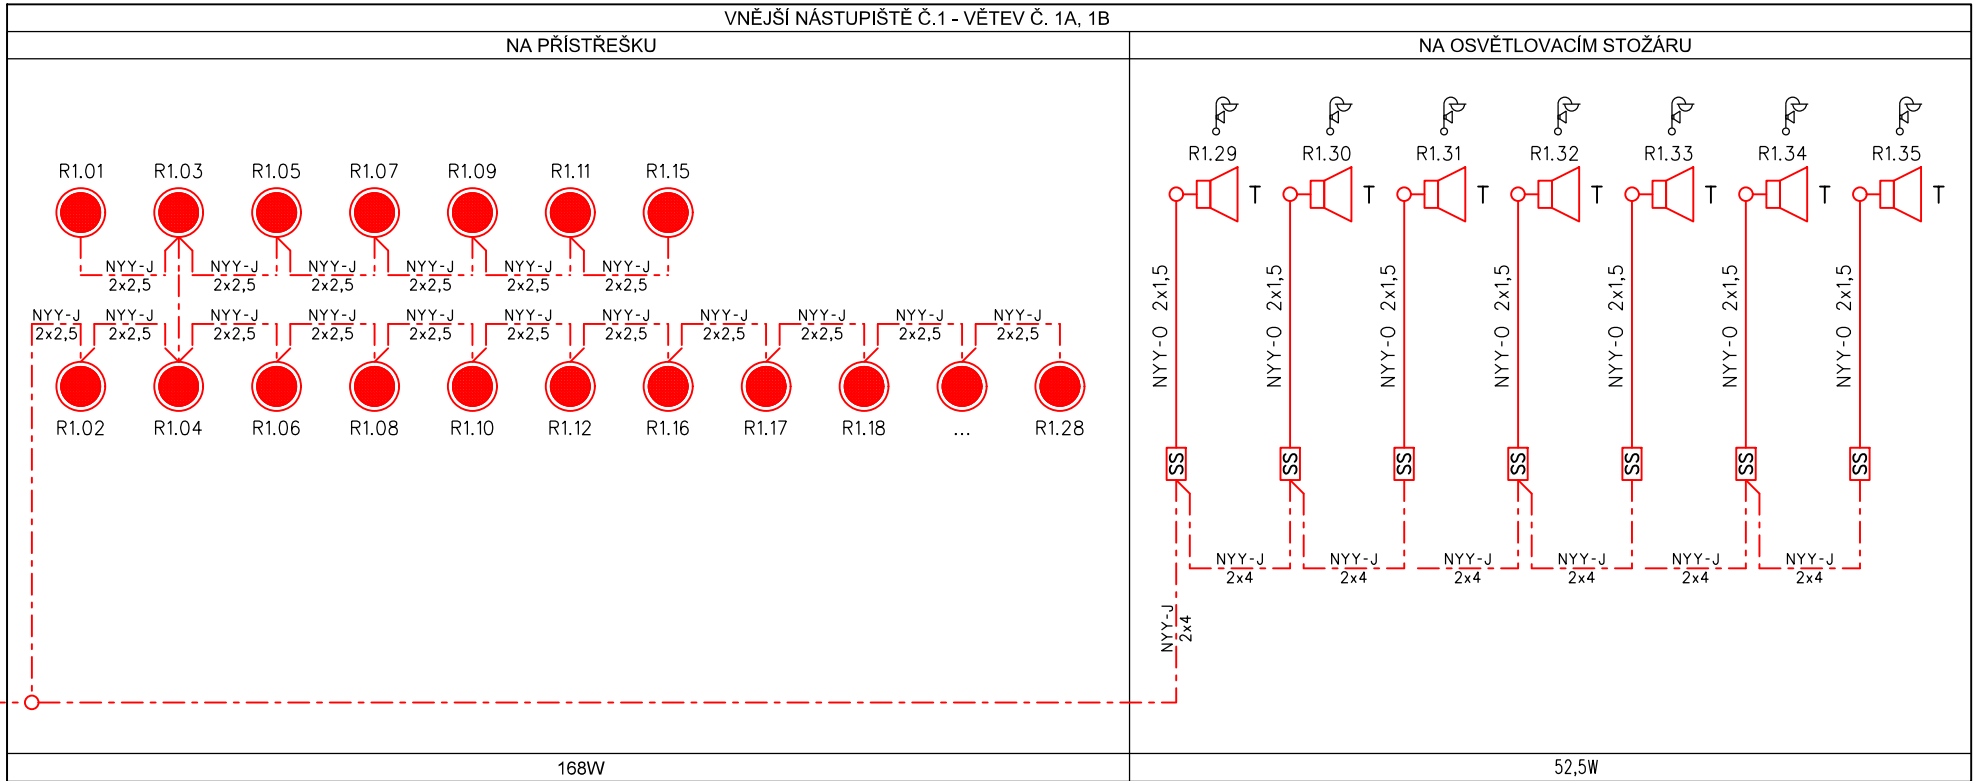 VNĚJŠÍ NÁSTUPIŠTĚ Č.1 - VĚTEV Č. 1A, 1B
NA PŘÍSTŘEŠKU
NA OSVĚTLOVACÍM STOŽÁRU
R1.01 R1.03 R1.05 R1.07 R1.09 R1.11 R1.15
NYY-J NYY-J NYY-J NYY-J NYY-J NYY-J
2x2,5 2x2,5 2x2,5 2x2,5 2x2,5 2x2,5
NYY-J NYY-J NYY-J NYY-J NYY-J NYY-J NYY-J NYY-J NYY-J NYY-J NYY-J
2x2,5 2x2,5 2x2,5 2x2,5 2x2,5 2x2,5 2x2,5 2x2,5 2x2,5 2x2,5 2x2,5
R1.02 R1.04 R1.06 R1.08 R1.10 R1.12 R1.16 R1.17 R1.18 ... R1.28
R1.29 R1.30 R1.31 R1.32 R1.33 R1.34 R1.35
T T T T T T T
NYY-O 2x1,5
NYY-O 2x1,5
NYY-O 2x1,5
NYY-O 2x1,5
NYY-O 2x1,5
NYY-O 2x1,5
NYY-O 2x1,5
SS SS SS SS SS SS SS
NYY-J NYY-J NYY-J NYY-J NYY-J NYY-J
2x4 2x4 2x4 2x4 2x4 2x4
NYY-J
2x4
168W
52,5W